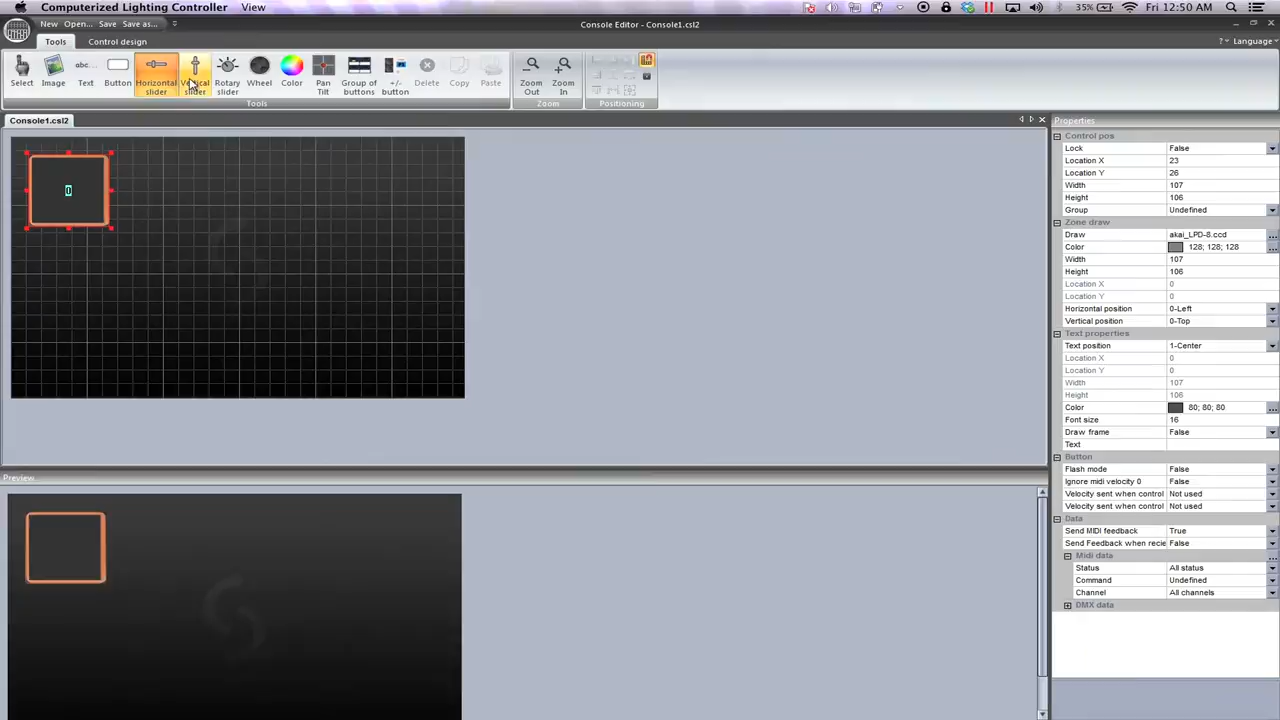 Computerized Lighting Controller View 35% Fri 12:50 AM
New Open... Save Save as... Console Editor - Console1.csl2
Tools Control design ? Language
Select Image abc... Text Button Horizontal slider Vertical slider Rotary slider Wheel Color Pan Tilt Group of buttons +/- button Delete Copy Paste Zoom Out Zoom In
Tools Zoom Positioning
Console1.csl2
0
Preview
Properties
Control pos
Lock False
Location X 23
Location Y 26
Width 107
Height 106
Group Undefined
Zone draw
Draw akai_LPD-8.ccd ...
Color 128; 128; 128 ...
Width 107
Height 106
Location X 0
Location Y 0
Horizontal position 0-Left
Vertical position 0-Top
Text properties
Text position 1-Center
Location X 0
Location Y 0
Width 107
Height 106
Color 80; 80; 80 ...
Font size 16
Draw frame False
Text
Button
Flash mode False
Ignore midi velocity 0 False
Velocity sent when control Not used
Velocity sent when control Not used
Data
Send MIDI feedback True
Send Feedback when recie False
Midi data ...
Status All status
Command Undefined
Channel All channels
DMX data